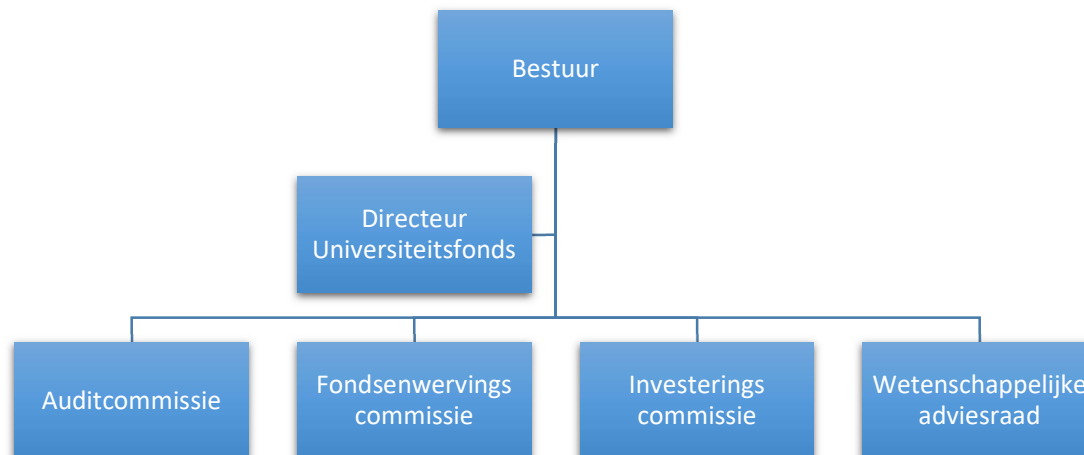 Bestuur
Directeur
Universiteitsfonds
Auditcommissie
Fondsenwervings
commissie
Investerings
commissie
Wetenschappelijke
adviesraad